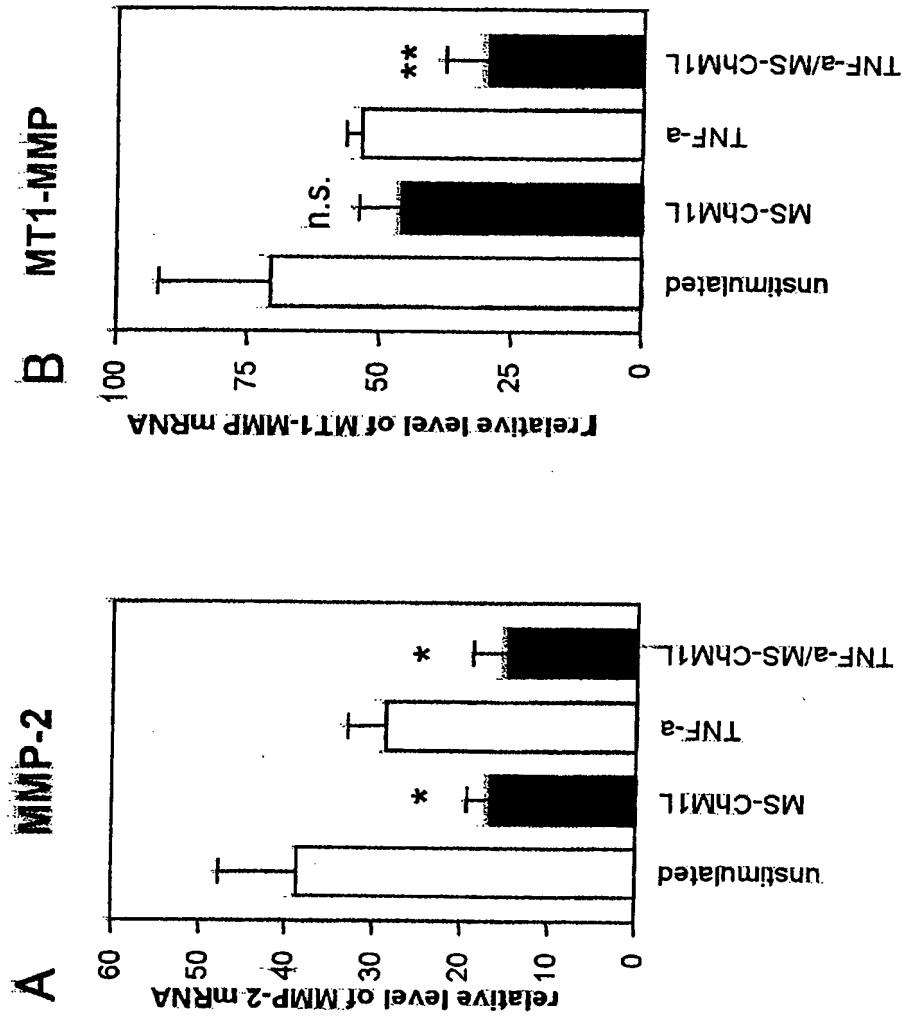 A
MMP-2
relative level of MMP-2 mRNA
60
50
40
30
20
10
0
*
*
unstimulated
MS-ChM1L
TNF-a
TNF-a/MS-ChM1L
B
MT1-MMP
relative level of MT1-MMP mRNA
100
75
50
25
0
n.s.
**
unstimulated
MS-ChM1L
TNF-a
TNF-a/MS-ChM1L